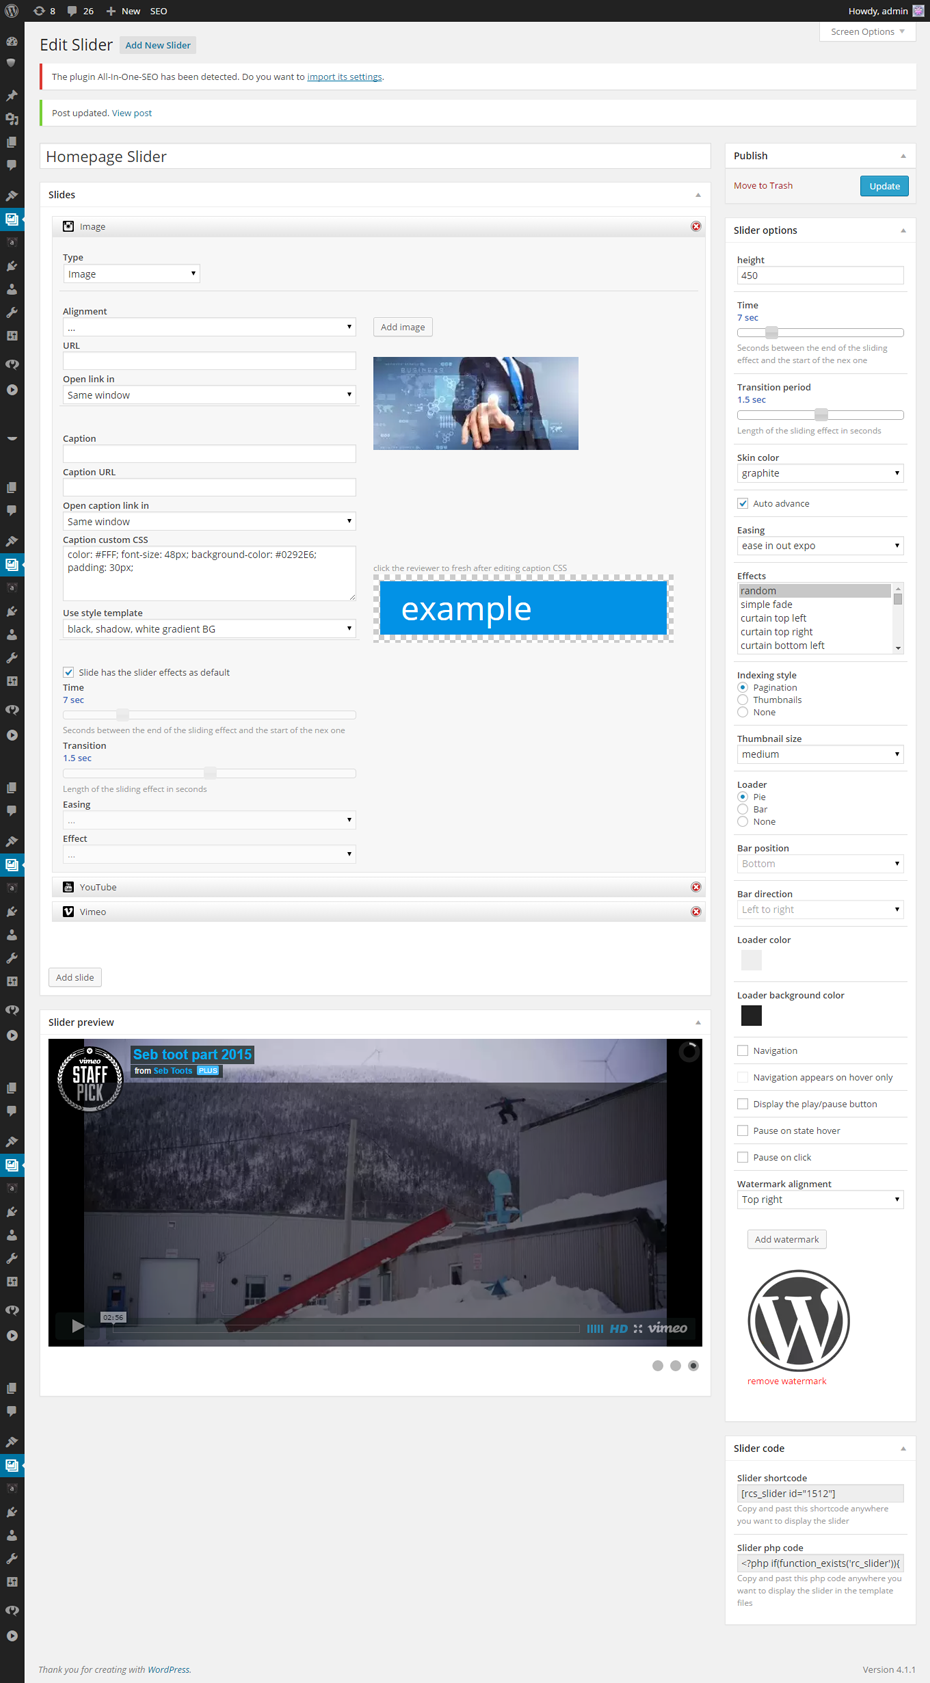 8 26 New SEO Howdy, admin
Screen Options
Edit Slider Add New Slider
The plugin All-In-One-SEO has been detected. Do you want to import its settings.
Post updated. View post
Homepage Slider
Slides
Image
Type
Image
Alignment
...
Add image
URL
Open link in
Same window
BUSINESS
Caption
Caption URL
Open caption link in
Same window
Caption custom CSS
color: #FFF; font-size: 48px; background-color: #0292E6;
padding: 30px;
click the reviewer to fresh after editing caption CSS
example
Use style template
black, shadow, white gradient BG
Slide has the slider effects as default
Time
7 sec
Seconds between the end of the sliding effect and the start of the nex one
Transition
1.5 sec
Length of the sliding effect in seconds
Easing
...
Effect
...
YouTube
Vimeo
Add slide
Slider preview
vimeo
STAFF
PICK
Seb toot part 2015
from Seb Toots PLUS
02:56
HD vimeo
Publish
Move to Trash
Update
Slider options
height
450
Time
7 sec
Seconds between the end of the sliding
effect and the start of the nex one
Transition period
1.5 sec
Length of the sliding effect in seconds
Skin color
graphite
Auto advance
Easing
ease in out expo
Effects
random
simple fade
curtain top left
curtain top right
curtain bottom left
Indexing style
Pagination
Thumbnails
None
Thumbnail size
medium
Loader
Pie
Bar
None
Bar position
Bottom
Bar direction
Left to right
Loader color
Loader background color
Navigation
Navigation appears on hover only
Display the play/pause button
Pause on state hover
Pause on click
Watermark alignment
Top right
Add watermark
W
remove watermark
Slider code
Slider shortcode
[rcs_slider id="1512"]
Copy and past this shortcode anywhere
you want to display the slider
Slider php code
<?php if(function_exists('rc_slider')){
Copy and past this php code anywhere you
want to display the slider in the template
files
Thank you for creating with WordPress.
Version 4.1.1